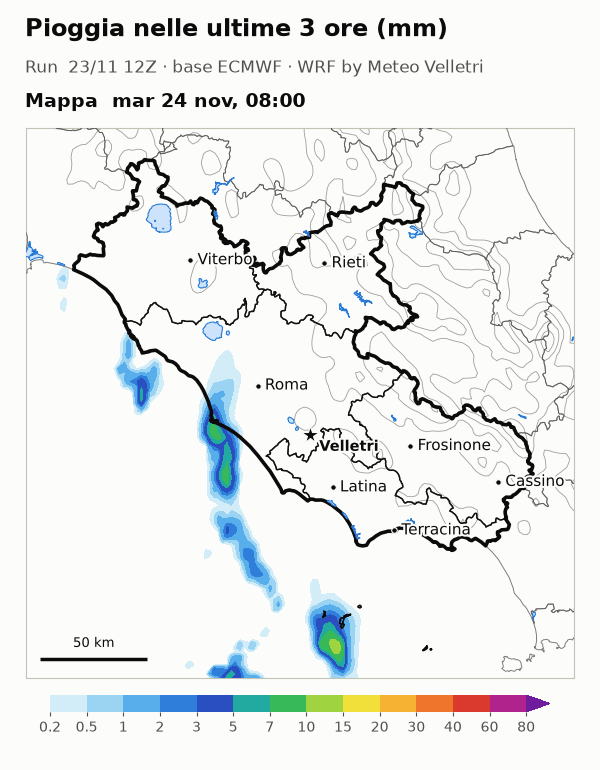 Pioggia nelle ultime 3 ore (mm)
Run 23/11 12Z · base ECMWF · WRF by Meteo Velletri
Mappa mar 24 nov, 08:00
Viterbo
Rieti
Roma
Velletri
Frosinone
Latina
Cassino
Terracina
50 km
0.2 0.5 1 2 3 5 7 10 15 20 30 40 60 80